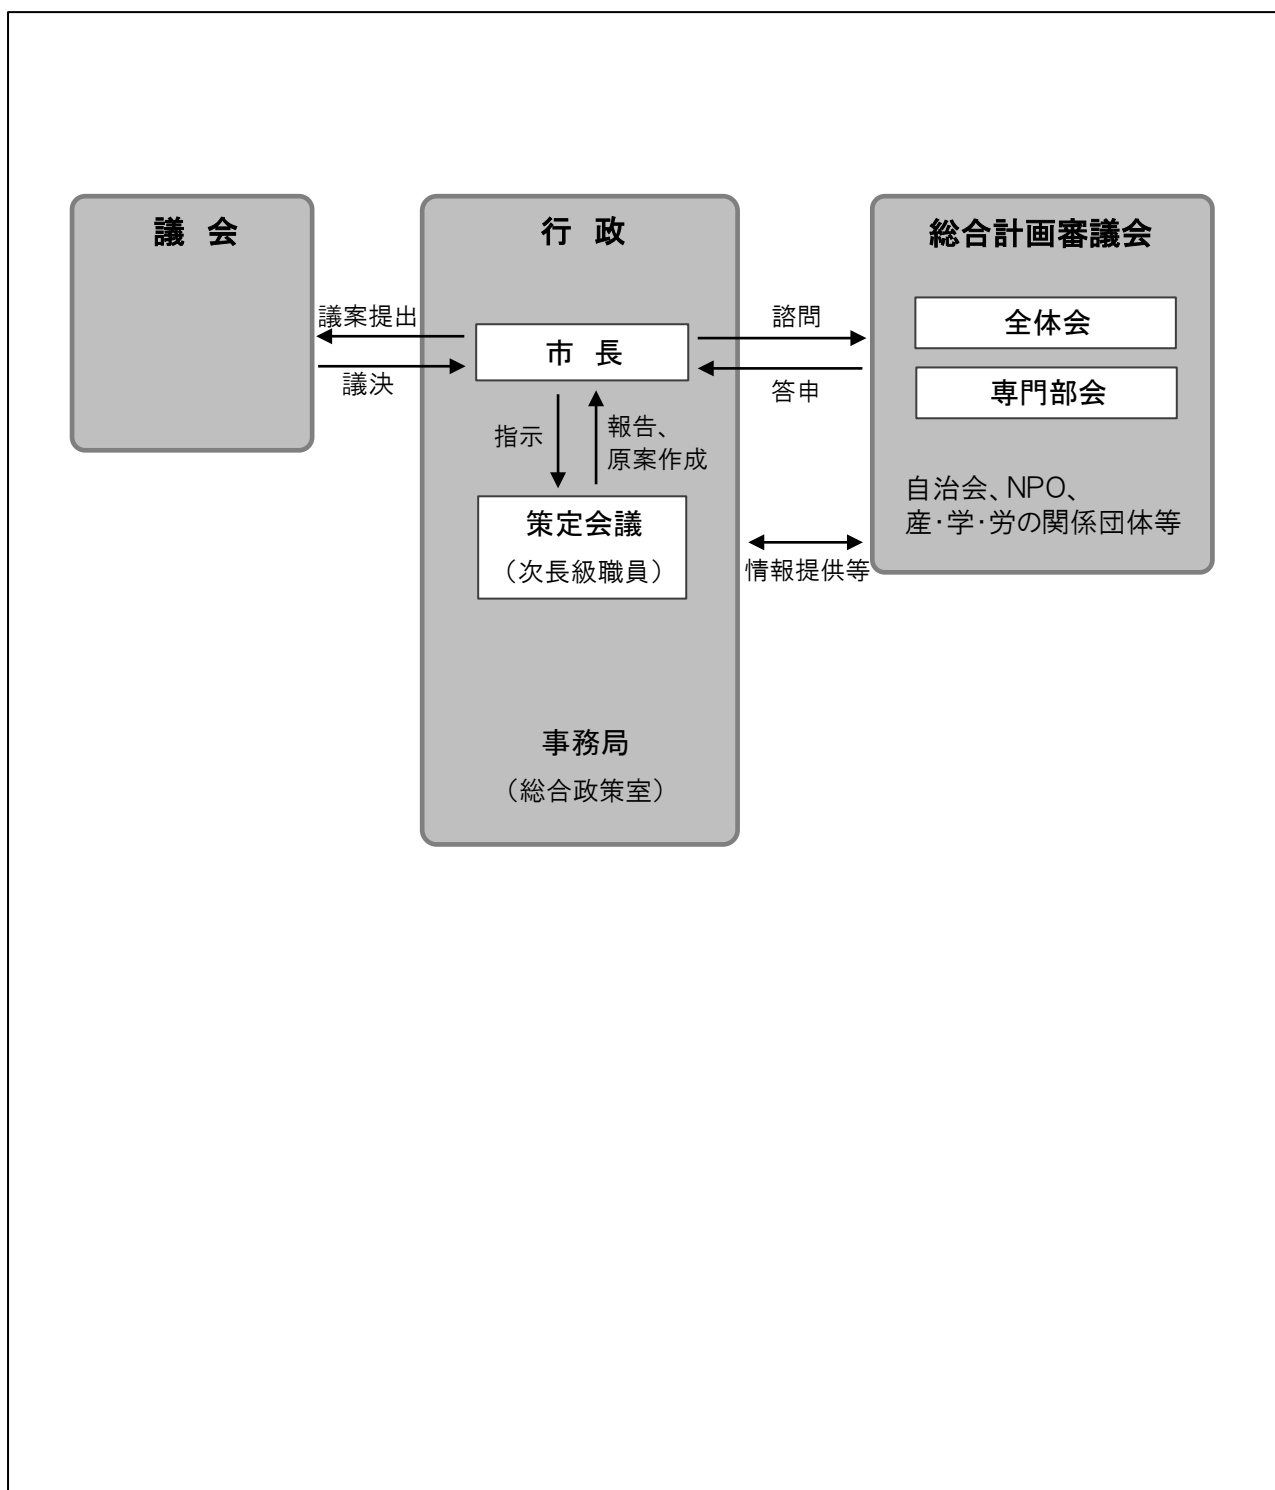 議 会
議案提出
議決
行 政
市 長
指示
報告、
原案作成
策定会議
（次長級職員）
事務局
（総合政策室）
諮問
答申
情報提供等
総合計画審議会
全体会
専門部会
自治会、NPO、
産・学・労の関係団体等